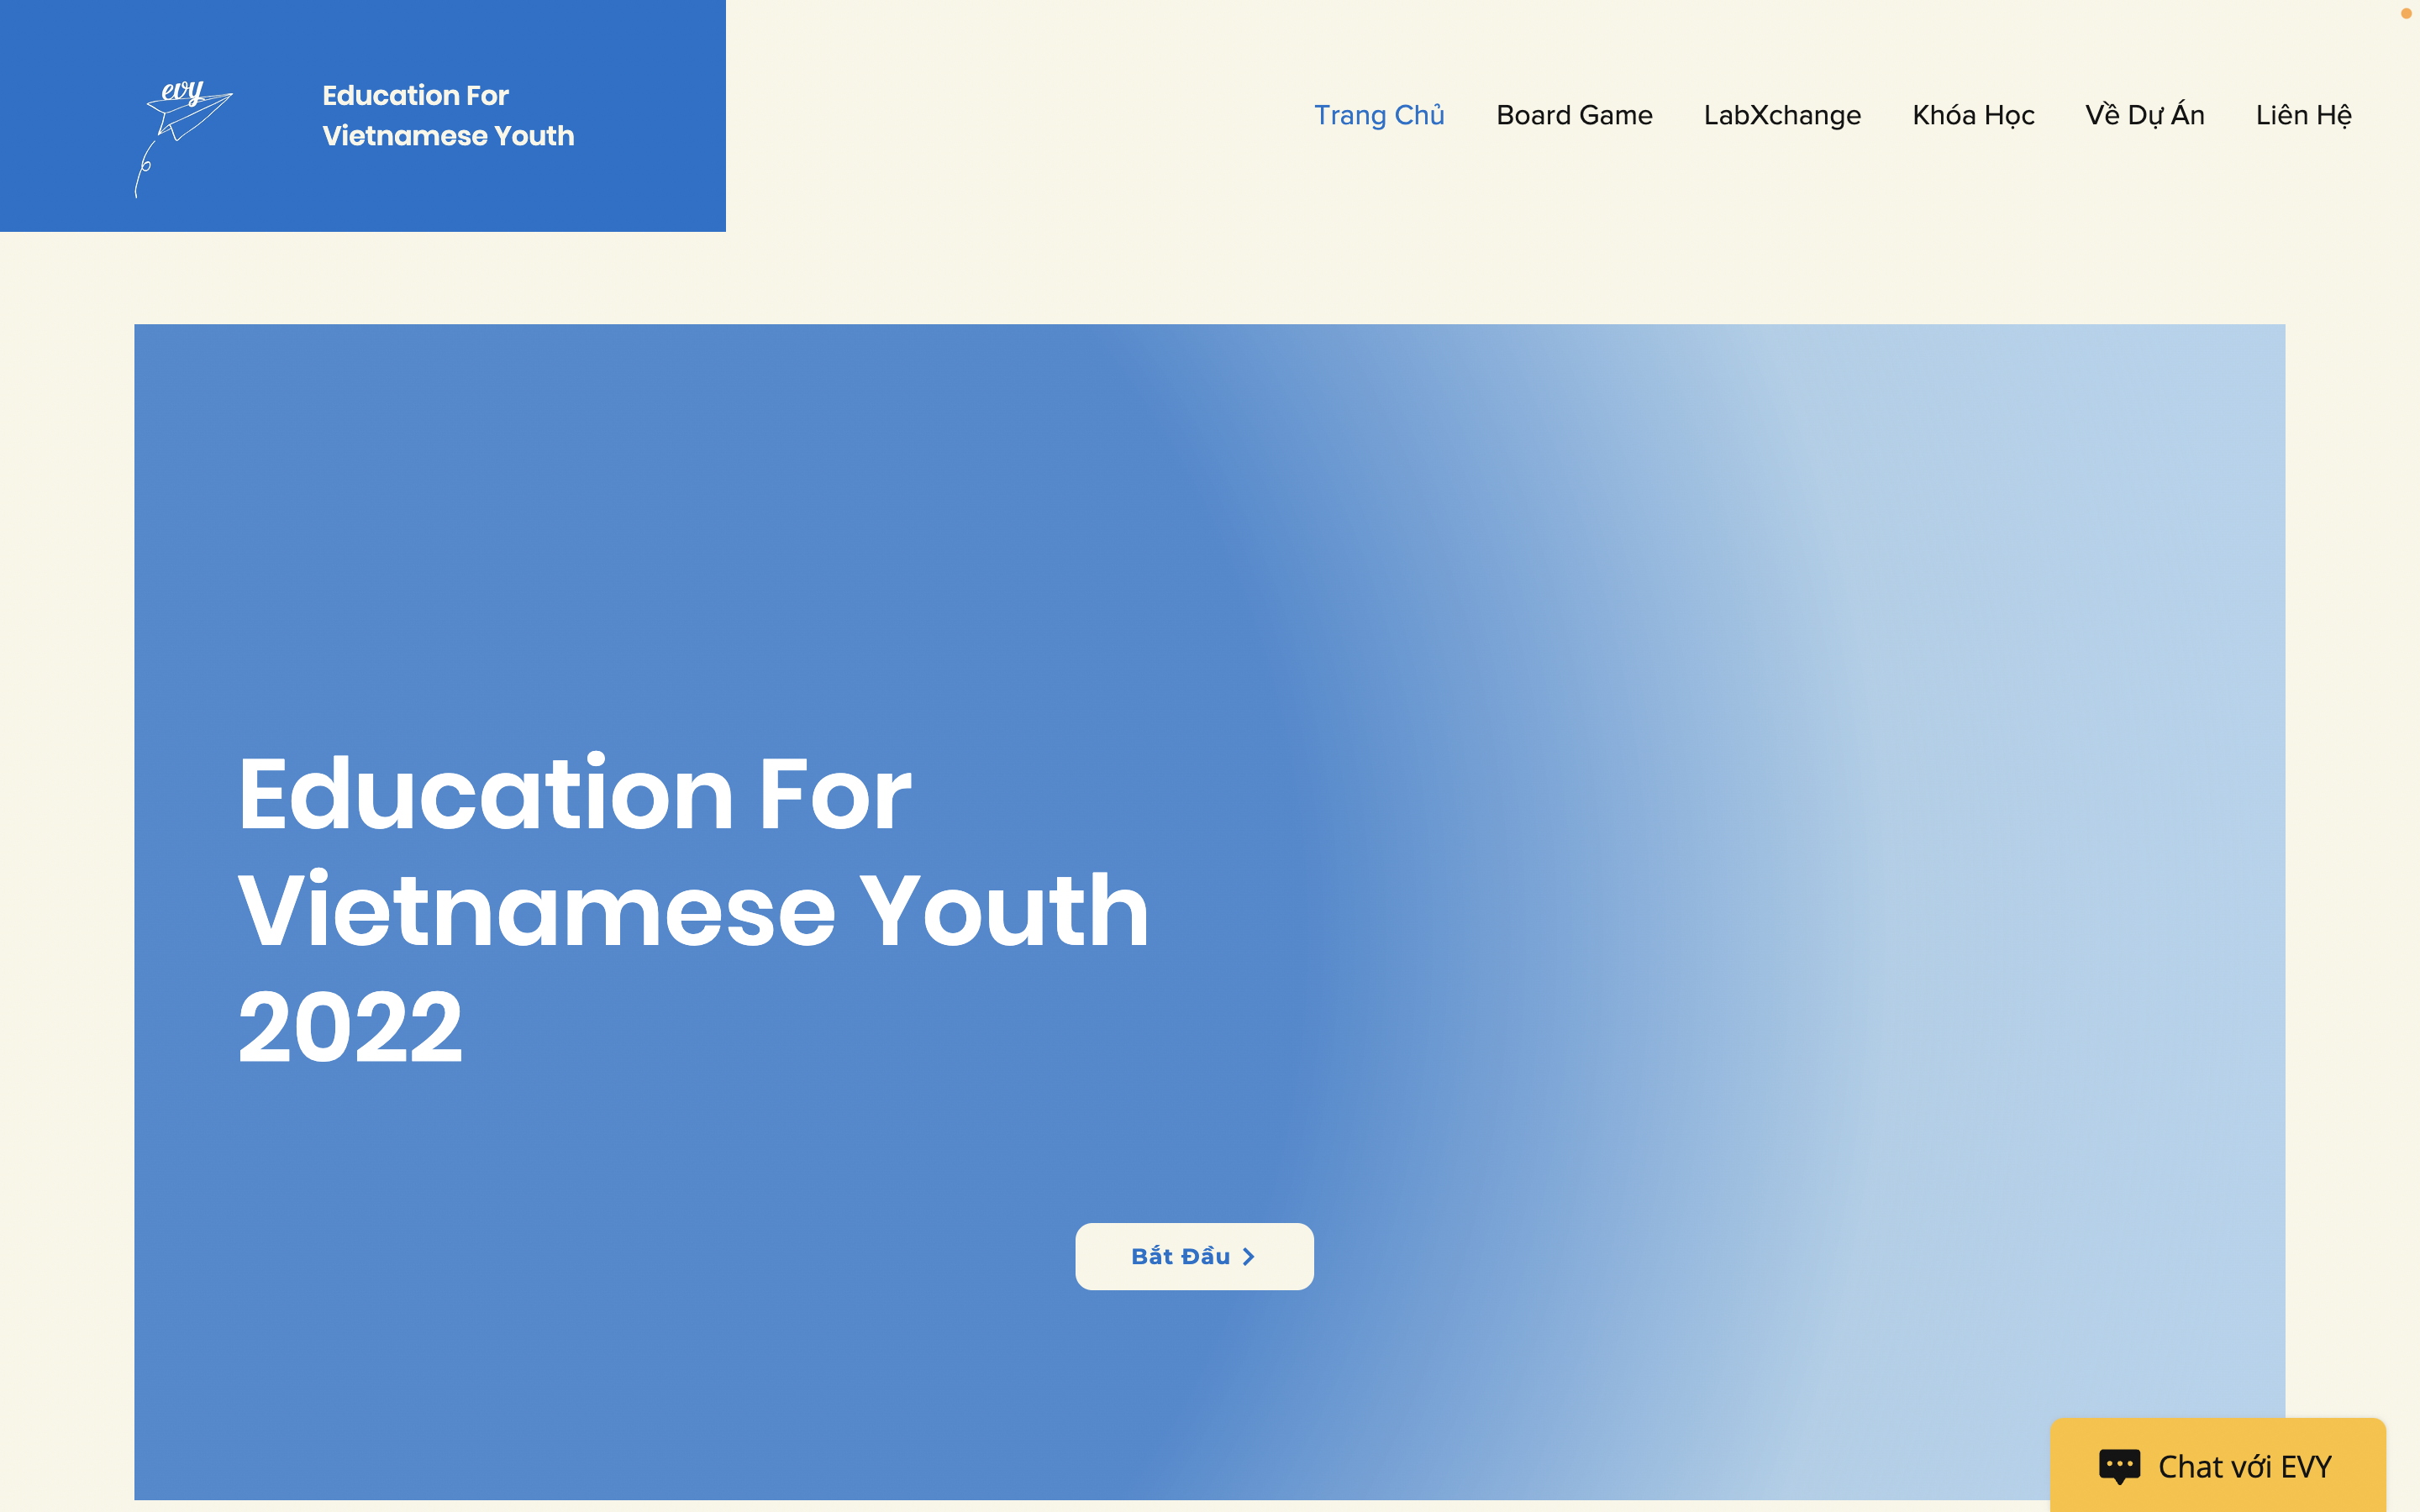 evy
Education For
Vietnamese Youth
Trang Chủ
Board Game
LabXchange
Khóa Học
Về Dự Án
Liên Hệ
Education For
Vietnamese Youth
2022
Bắt Đầu
Chat với EVY